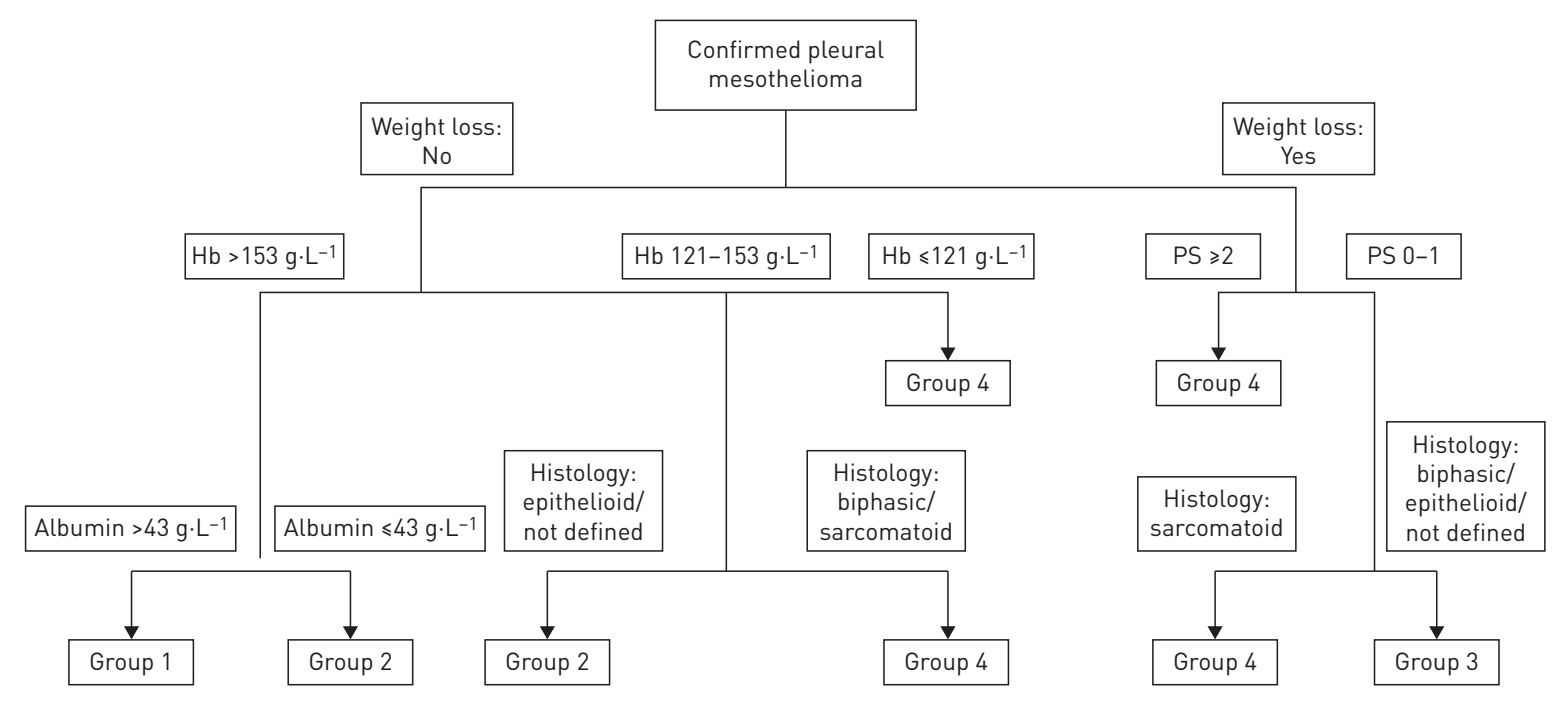 Confirmed pleural
mesothelioma
Weight loss:
No
Weight loss:
Yes
Hb >153 g·L⁻¹
Hb 121–153 g·L⁻¹
Hb ⩽121 g·L⁻¹
PS ⩾2
PS 0–1
Group 4
Group 4
Albumin >43 g·L⁻¹
Albumin ⩽43 g·L⁻¹
Histology:
epithelioid/
not defined
Histology:
biphasic/
sarcomatoid
Histology:
sarcomatoid
Histology:
biphasic/
epithelioid/
not defined
Group 1
Group 2
Group 2
Group 4
Group 4
Group 3